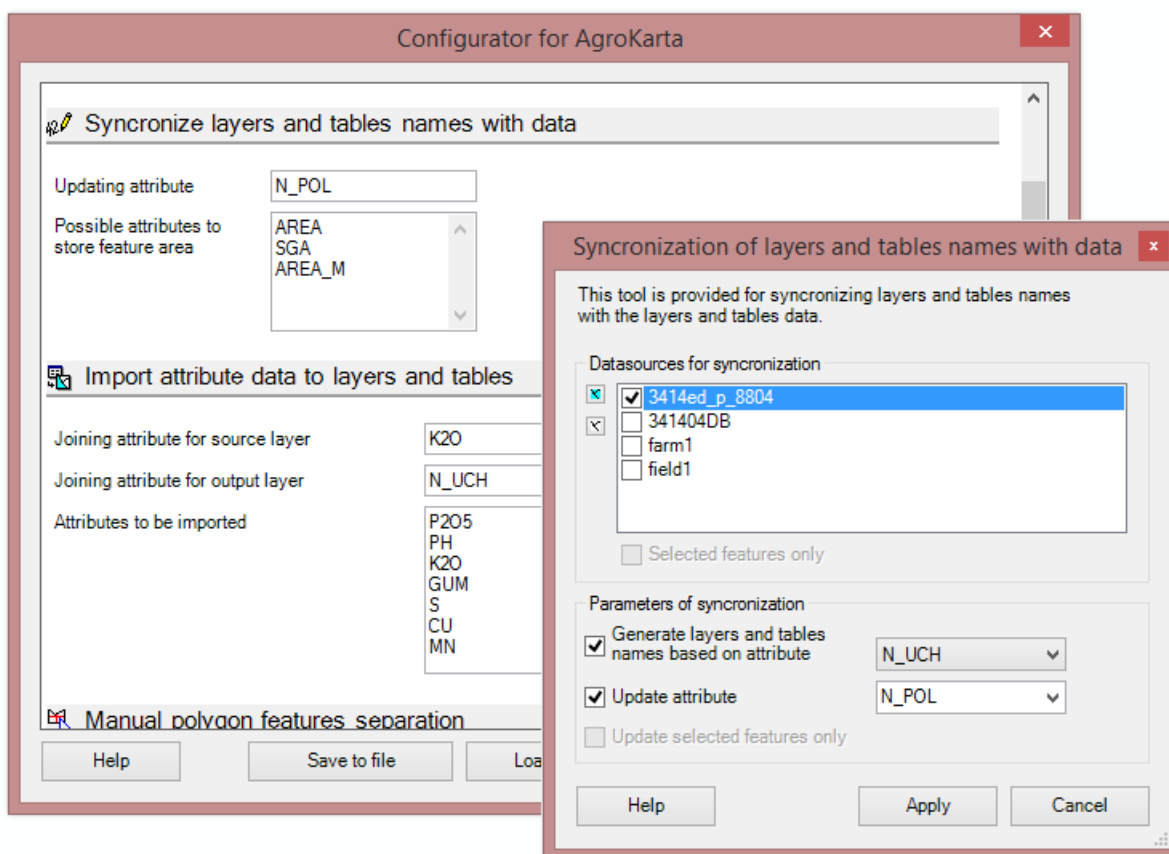 Configurator for AgroKarta
Syncronize layers and tables names with data
Updating attribute
N_POL
Possible attributes to
store feature area
AREA
SGA
AREA_M
Import attribute data to layers and tables
Joining attribute for source layer
K2O
Joining attribute for output layer
N_UCH
Attributes to be imported
P2O5
PH
K2O
GUM
S
CU
MN
Manual polygon features separation
Help
Save to file
Loa
Syncronization of layers and tables names with data
This tool is provided for syncronizing layers and tables names
with the layers and tables data.
Datasources for syncronization
3414ed_p_8804
341404DB
farm1
field1
Selected features only
Parameters of syncronization
Generate layers and tables
names based on attribute
N_UCH
Update attribute
N_POL
Update selected features only
Help
Apply
Cancel